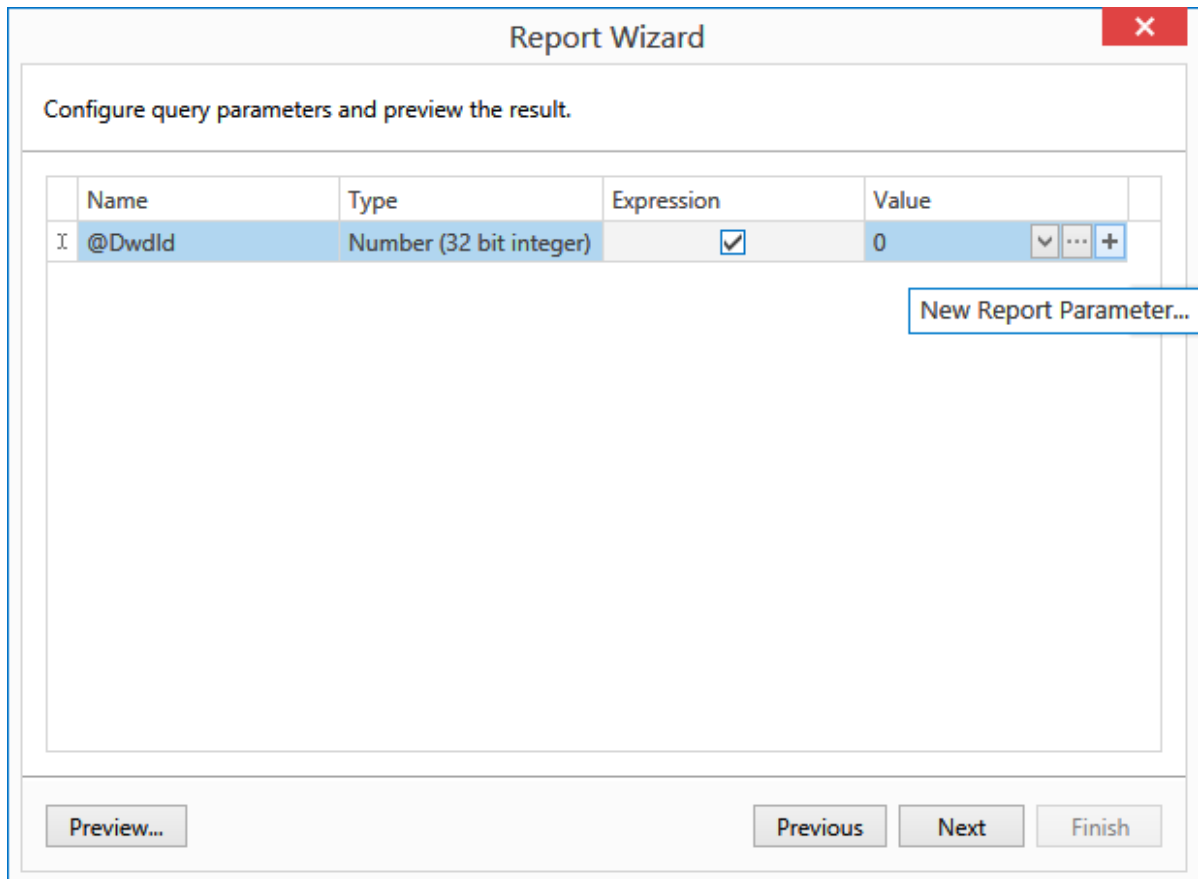 Report Wizard
Configure query parameters and preview the result.
Name Type Expression Value
@DwdId Number (32 bit integer) 0
New Report Parameter...
Preview... Previous Next Finish